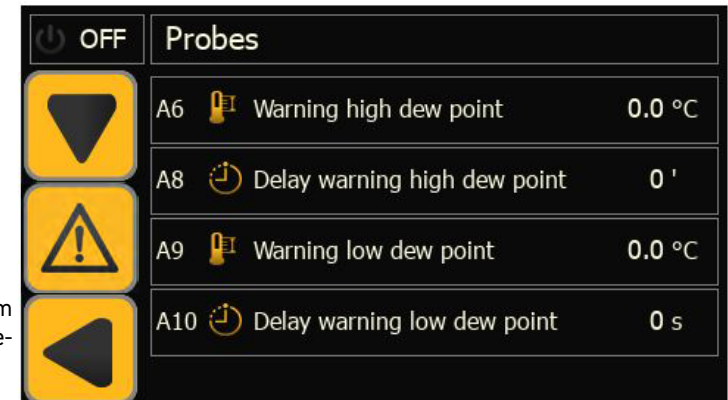 OFF Probes
A6 Warning high dew point 0.0 °C
A8 Delay warning high dew point 0 '
A9 Warning low dew point 0.0 °C
A10 Delay warning low dew point 0 s
m
e-